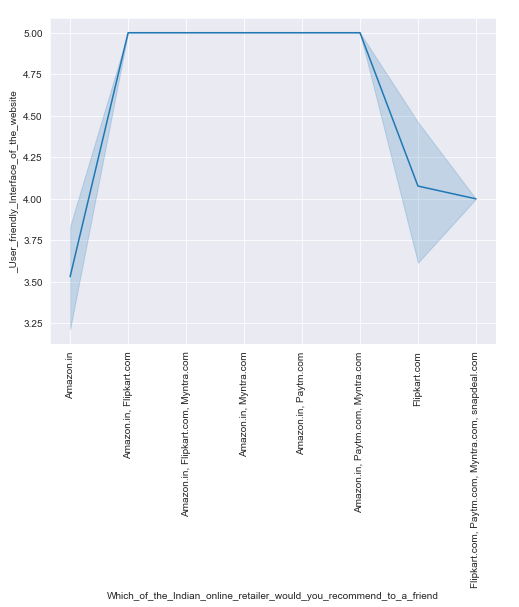 5.00
4.75
4.50
4.25
4.00
3.75
3.50
3.25
_User_friendly_Interface_of_the_website
Amazon.in
Amazon.in, Flipkart.com
Amazon.in, Flipkart.com, Myntra.com
Amazon.in, Myntra.com
Amazon.in, Paytm.com
Amazon.in, Paytm.com, Myntra.com
Flipkart.com
Flipkart.com, Paytm.com, Myntra.com, snapdeal.com
Which_of_the_Indian_online_retailer_would_you_recommend_to_a_friend